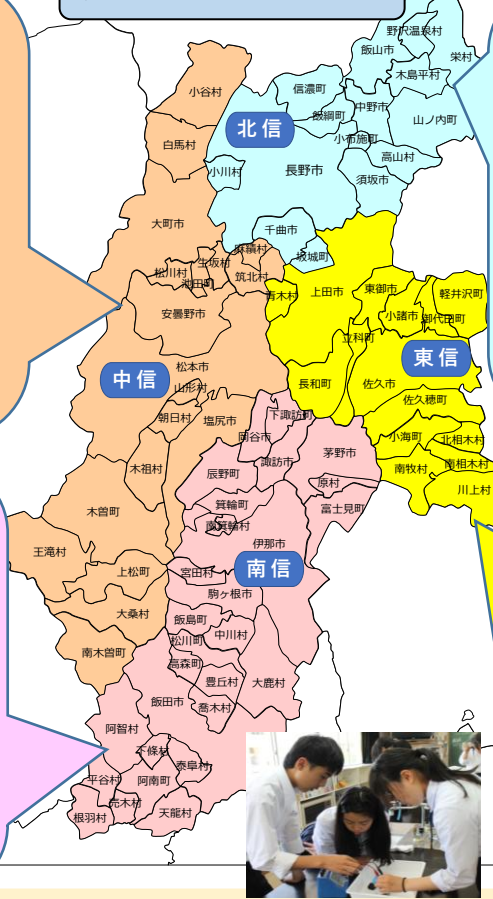 野沢温泉村
飯山市
栄村
木島平村
信濃町
中野市
飯綱町
山ノ内町
小布施町
高山村
須坂市
北信
長野市
小川村
千曲市
坂城町
小谷村
白馬村
大町市
松川村
池田町
生坂村
麻績村
筑北村
安曇野市
中信
松本市
山形村
朝日村
塩尻市
木祖村
木曽町
王滝村
上松町
大桑村
南木曽町
青木村
上田市
東御市
小諸市
軽井沢町
御代田町
立科町
東信
長和町
佐久市
佐久穂町
小海町
北相木村
南相木村
南牧村
川上村
下諏訪町
岡谷市
諏訪市
茅野市
原村
富士見町
辰野町
箕輪町
南箕輪村
伊那市
南信
宮田村
駒ヶ根市
飯島町
中川村
松川町
高森町
豊丘村
大鹿村
喬木村
飯田市
阿智村
下條村
泰阜村
平谷村
阿南町
売木村
天龍村
根羽村